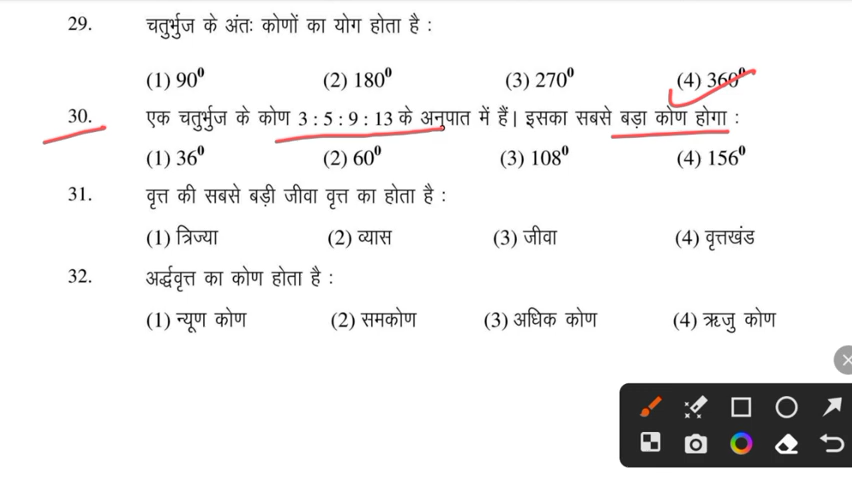 29. चतुर्भुज के अंतः कोणों का योग होता है :
(1) 90⁰ (2) 180⁰ (3) 270⁰ (4) 360⁰
30. एक चतुर्भुज के कोण 3 : 5 : 9 : 13 के अनुपात में हैं। इसका सबसे बड़ा कोण होगा :
(1) 36⁰ (2) 60⁰ (3) 108⁰ (4) 156⁰
31. वृत्त की सबसे बड़ी जीवा वृत्त का होता है :
(1) त्रिज्या (2) व्यास (3) जीवा (4) वृत्तखंड
32. अर्द्धवृत्त का कोण होता है :
(1) न्यूण कोण (2) समकोण (3) अधिक कोण (4) ऋजु कोण